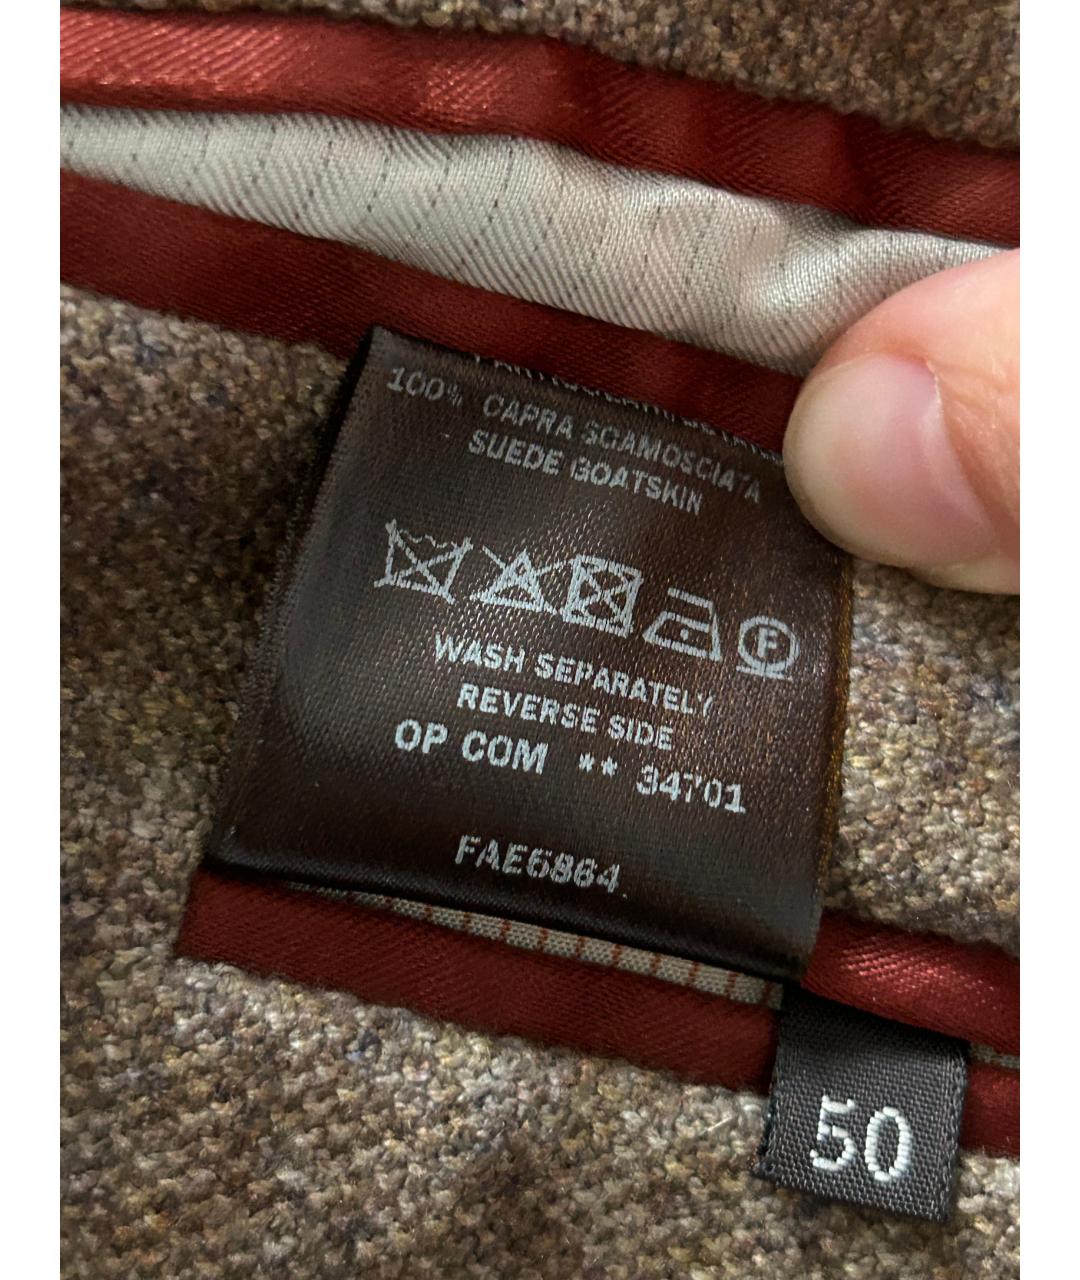 100% CAPRA SCAMOSCIATA
SUEDE GOATSKIN
F
WASH SEPARATELY
REVERSE SIDE
OP COM ** 34701
FAE6864
50